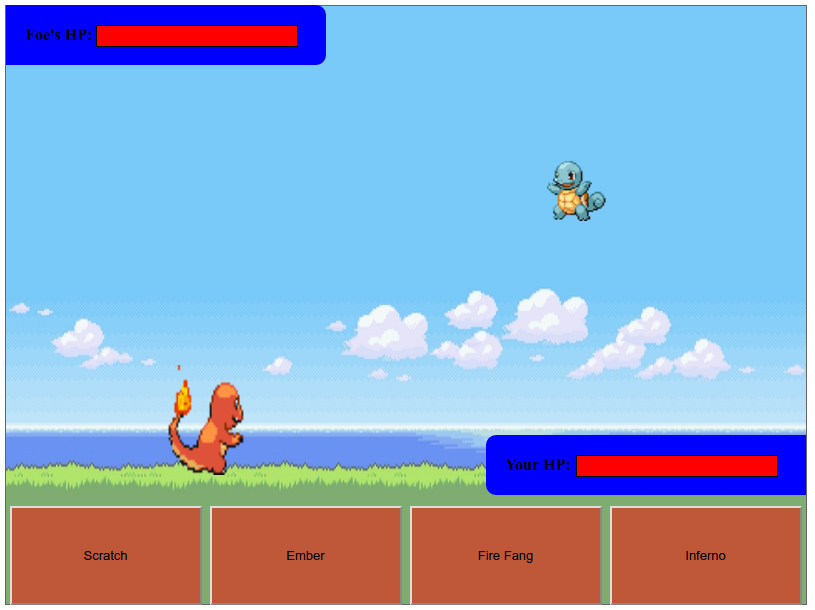 Foe's HP:
Your HP:
Scratch
Ember
Fire Fang
Inferno